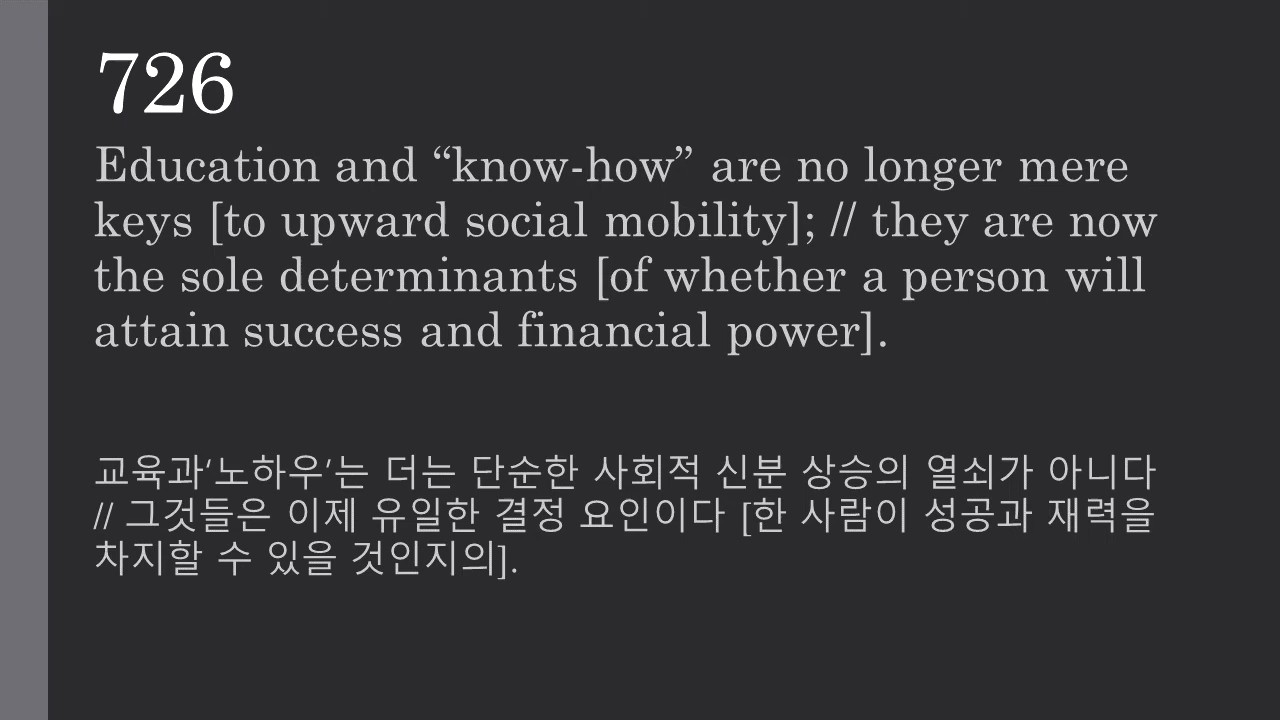 726
Education and “know-how” are no longer mere
keys [to upward social mobility]; // they are now
the sole determinants [of whether a person will
attain success and financial power].
교육과‘노하우’는 더는 단순한 사회적 신분 상승의 열쇠가 아니다
// 그것들은 이제 유일한 결정 요인이다 [한 사람이 성공과 재력을
차지할 수 있을 것인지의].